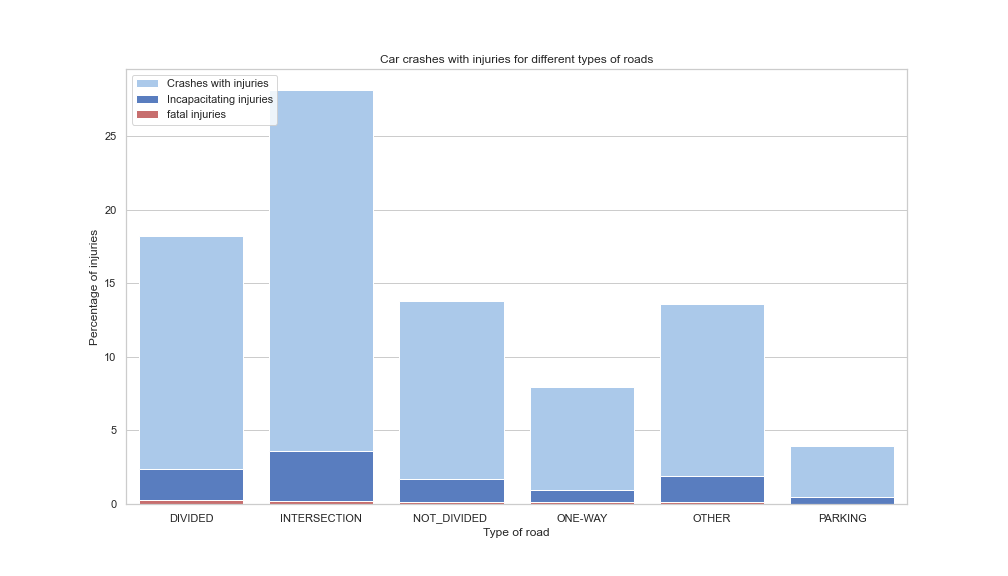 Car crashes with injuries for different types of roads
Crashes with injuries
Incapacitating injuries
fatal injuries
Percentage of injuries
25
20
15
10
5
0
DIVIDED INTERSECTION NOT_DIVIDED ONE-WAY OTHER PARKING
Type of road